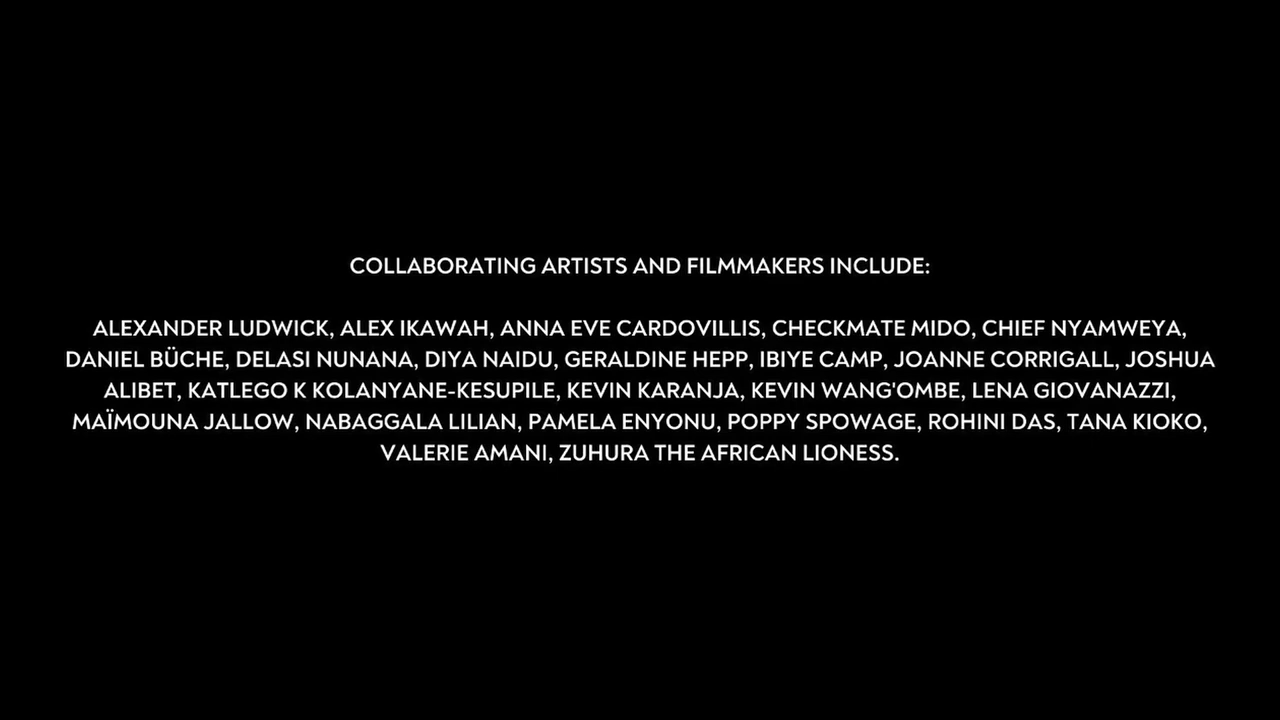 COLLABORATING ARTISTS AND FILMMAKERS INCLUDE:
ALEXANDER LUDWICK, ALEX IKAWAH, ANNA EVE CARDOVILLIS, CHECKMATE MIDO, CHIEF NYAMWEYA,
DANIEL BÜCHE, DELASI NUNANA, DIYA NAIDU, GERALDINE HEPP, IBIYE CAMP, JOANNE CORRIGALL, JOSHUA
ALIBET, KATLEGO K KOLANYANE-KESUPILE, KEVIN KARANJA, KEVIN WANG'OMBE, LENA GIOVANAZZI,
MAÏMOUNA JALLOW, NABAGGALA LILIAN, PAMELA ENYONU, POPPY SPOWAGE, ROHINI DAS, TANA KIOKO,
VALERIE AMANI, ZUHURA THE AFRICAN LIONESS.